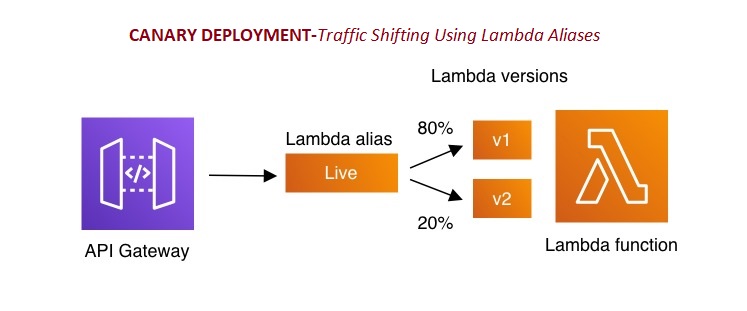 CANARY DEPLOYMENT-Traffic Shifting Using Lambda Aliases
Lambda versions
Lambda alias
80%
v1
</>
Live
v2
20%
API Gateway
Lambda function